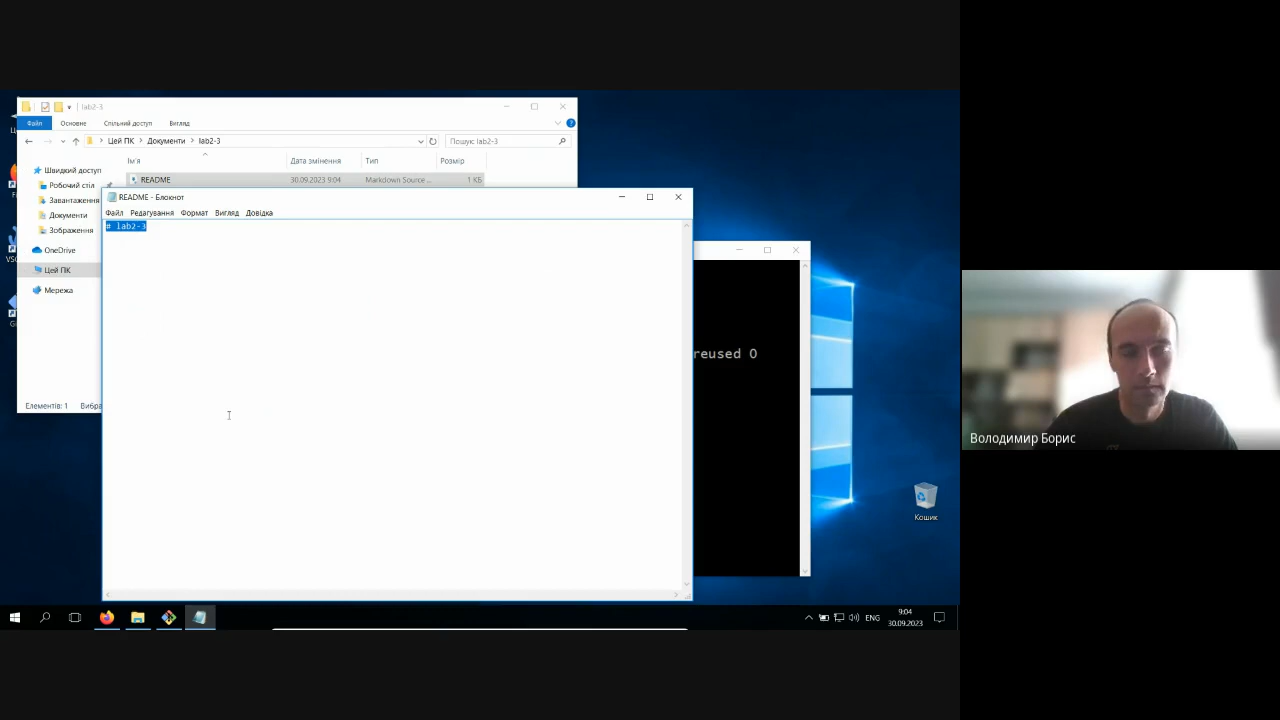 lab2-3
Файл Основне Спільний доступ Вигляд
Цей ПК Документи lab2-3
Пошук: lab2-3
Ім'я Дата змінення Тип Розмір
README 30.09.2023 9:04 Markdown Source ... 1 КБ
Швидкий доступ
Робочий стіл
Завантаження
Документи
Зображення
OneDrive
Цей ПК
Мережа
Елементів: 1
README - Блокнот
Файл Редагування Формат Вигляд Довідка
# lab2-3
reused 0
Володимир Борис
Кошик
ENG
9:04
30.09.2023